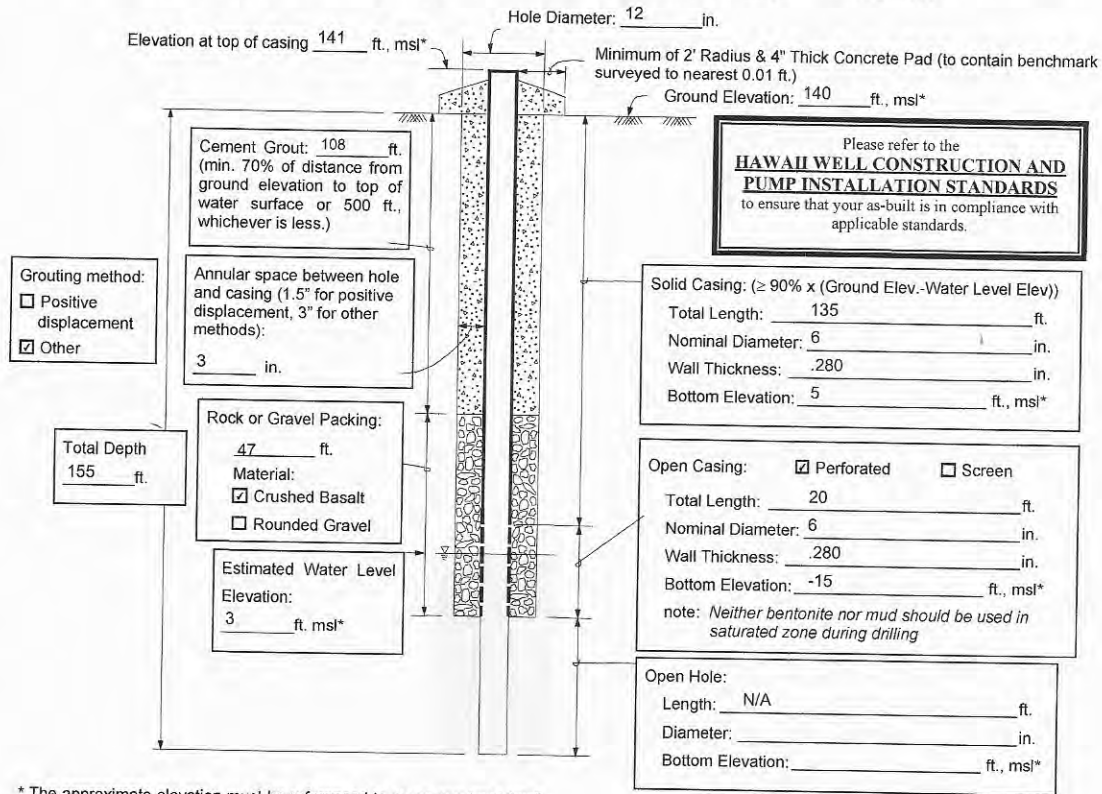 Hole Diameter: 12 in.
Elevation at top of casing 141 ft., msl*
Minimum of 2' Radius & 4" Thick Concrete Pad (to contain benchmark
surveyed to nearest 0.01 ft.)
Ground Elevation: 140 ft., msl*
Cement Grout: 108 ft.
(min. 70% of distance from
ground elevation to top of
water surface or 500 ft.,
whichever is less.)
Please refer to the
HAWAII WELL CONSTRUCTION AND
PUMP INSTALLATION STANDARDS
to ensure that your as-built is in compliance with
applicable standards.
Grouting method:
☐ Positive
displacement
☑ Other
Annular space between hole
and casing (1.5" for positive
displacement, 3" for other
methods):
3 in.
Solid Casing: (≥ 90% x (Ground Elev.-Water Level Elev))
Total Length: 135 ft.
Nominal Diameter: 6 in.
Wall Thickness: .280 in.
Bottom Elevation: 5 ft., msl*
Rock or Gravel Packing:
47 ft.
Material:
☑ Crushed Basalt
☐ Rounded Gravel
Total Depth
155 ft.
Open Casing: ☑ Perforated ☐ Screen
Total Length: 20 ft.
Nominal Diameter: 6 in.
Wall Thickness: .280 in.
Bottom Elevation: -15 ft., msl*
note: Neither bentonite nor mud should be used in
saturated zone during drilling
Estimated Water Level
Elevation:
3 ft. msl*
Open Hole:
Length: N/A ft.
Diameter: in.
Bottom Elevation: ft., msl*
* The approximate elevation must be